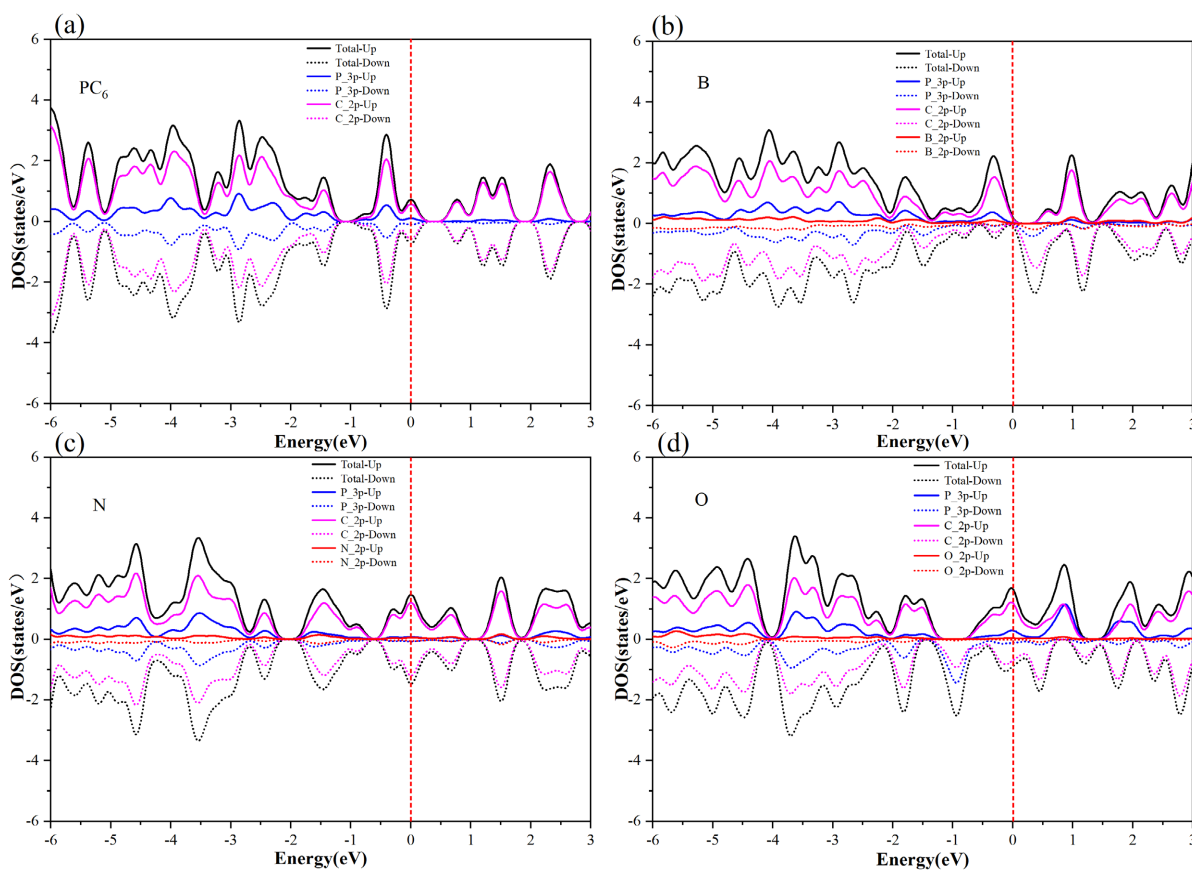 (a)
6
4
2
0
-2
-4
-6
DOS(states/eV)
PC6
Total-Up
Total-Down
P_3p-Up
P_3p-Down
C_2p-Up
C_2p-Down
-6 -5 -4 -3 -2 -1 0 1 2 3
Energy(eV)
(b)
6
4
2
0
-2
-4
-6
DOS(states/eV)
B
Total-Up
Total-Down
P_3p-Up
P_3p-Down
C_2p-Up
C_2p-Down
B_2p-Up
B_2p-Down
-6 -5 -4 -3 -2 -1 0 1 2 3
Energy(eV)
(c)
6
4
2
0
-2
-4
-6
DOS(states/eV)
N
Total-Up
Total-Down
P_3p-Up
P_3p-Down
C_2p-Up
C_2p-Down
N_2p-Up
N_2p-Down
-6 -5 -4 -3 -2 -1 0 1 2 3
Energy(eV)
(d)
6
4
2
0
-2
-4
-6
DOS(states/eV)
O
Total-Up
Total-Down
P_3p-Up
P_3p-Down
C_2p-Up
C_2p-Down
O_2p-Up
O_2p-Down
-6 -5 -4 -3 -2 -1 0 1 2 3
Energy(eV)